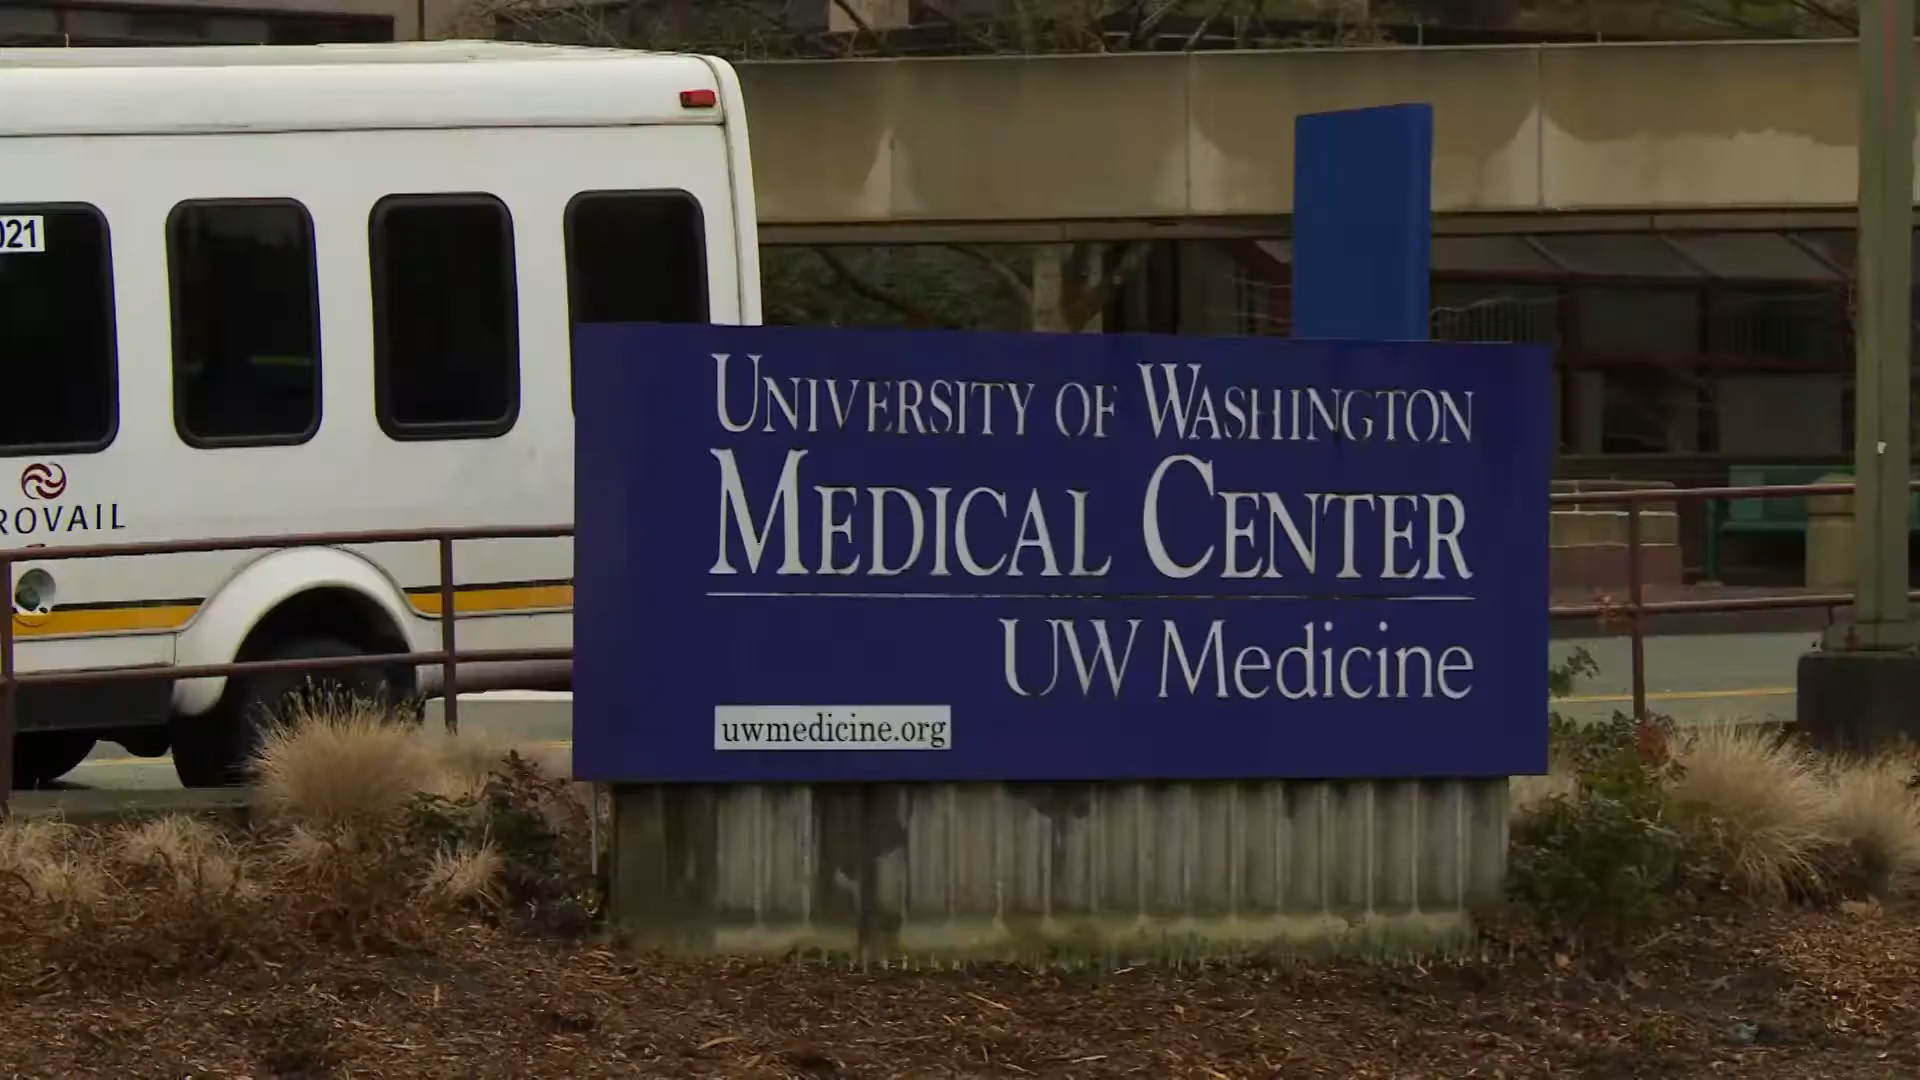 021
ROVAIL
UNIVERSITY OF WASHINGTON
MEDICAL CENTER
UW Medicine
uwmedicine.org